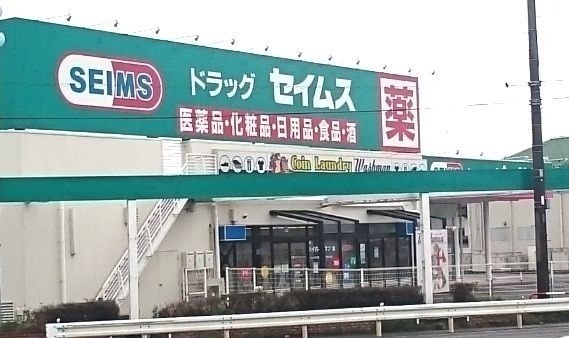 SEIMS
ドラッグ セイムス
医薬品・化粧品・日用品・食品・酒
薬
Coin Laundry Washman